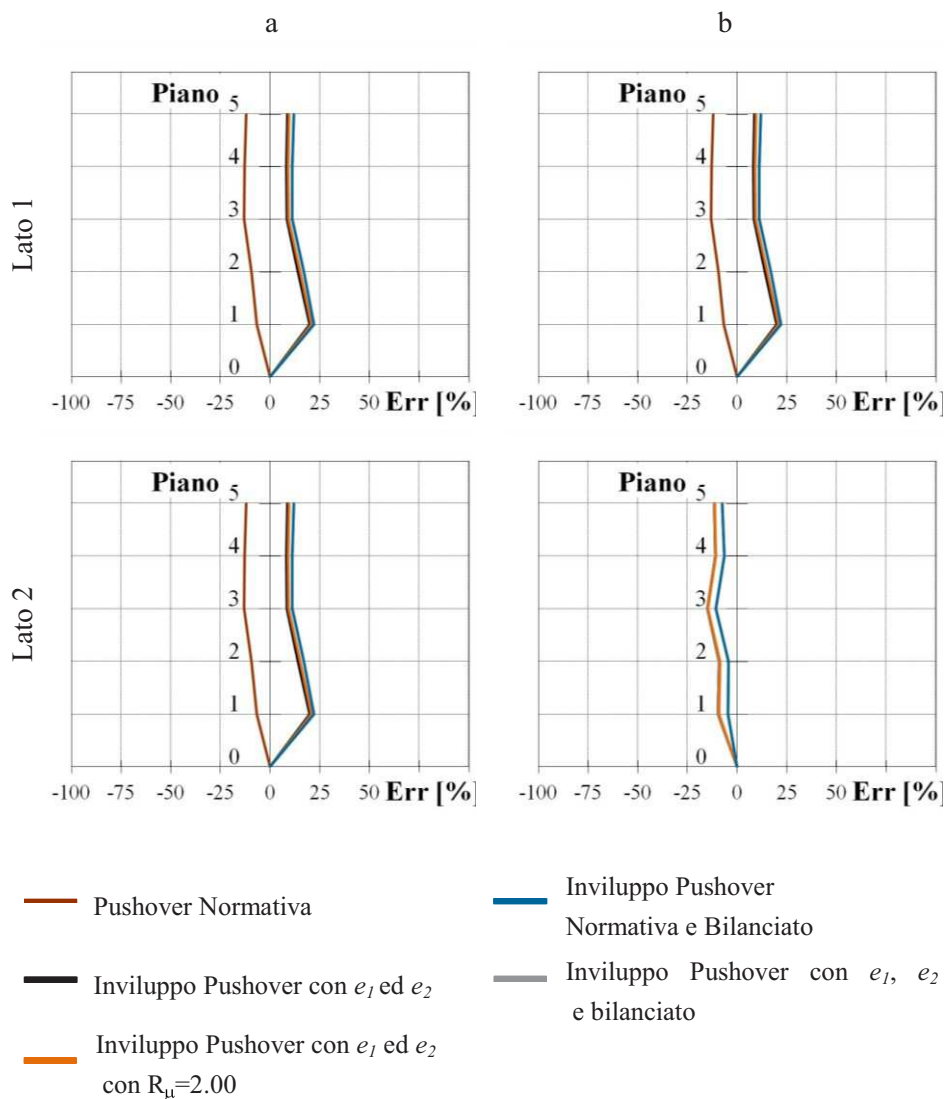 a
b
Lato 1
Piano
5
4
3
2
1
0
-100 -75 -50 -25 0 25 50 Err [%]
Piano
5
4
3
2
1
0
-100 -75 -50 -25 0 25 50 Err [%]
Lato 2
Piano
5
4
3
2
1
0
-100 -75 -50 -25 0 25 50 Err [%]
Piano
5
4
3
2
1
0
-100 -75 -50 -25 0 25 50 Err [%]
Pushover Normativa
Inviluppo Pushover con e₁ ed e₂
Inviluppo Pushover con e₁ ed e₂
con Rμ=2.00
Inviluppo Pushover
Normativa e Bilanciato
Inviluppo Pushover con e₁, e₂
e bilanciato